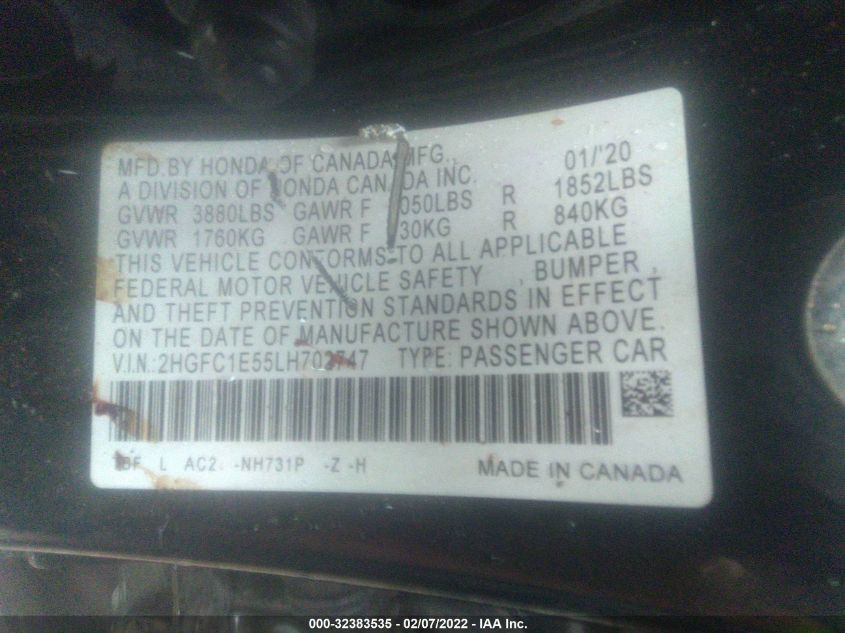 MFD. BY HONDA OF CANADA MFG., 01/'20
A DIVISION OF HONDA CANADA INC.
GVWR 3880LBS GAWR F 050LBS R 1852LBS
GVWR 1760KG GAWR F 30KG R 840KG
THIS VEHICLE CONFORMS TO ALL APPLICABLE
FEDERAL MOTOR VEHICLE SAFETY , BUMPER ,
AND THEFT PREVENTION STANDARDS IN EFFECT
ON THE DATE OF MANUFACTURE SHOWN ABOVE.
V.I.N.: 2HGFC1E55LH702747 TYPE: PASSENGER CAR
L AC2. -NH731P -Z -H MADE IN CANADA
000-32383535 - 02/07/2022 - IAA Inc.